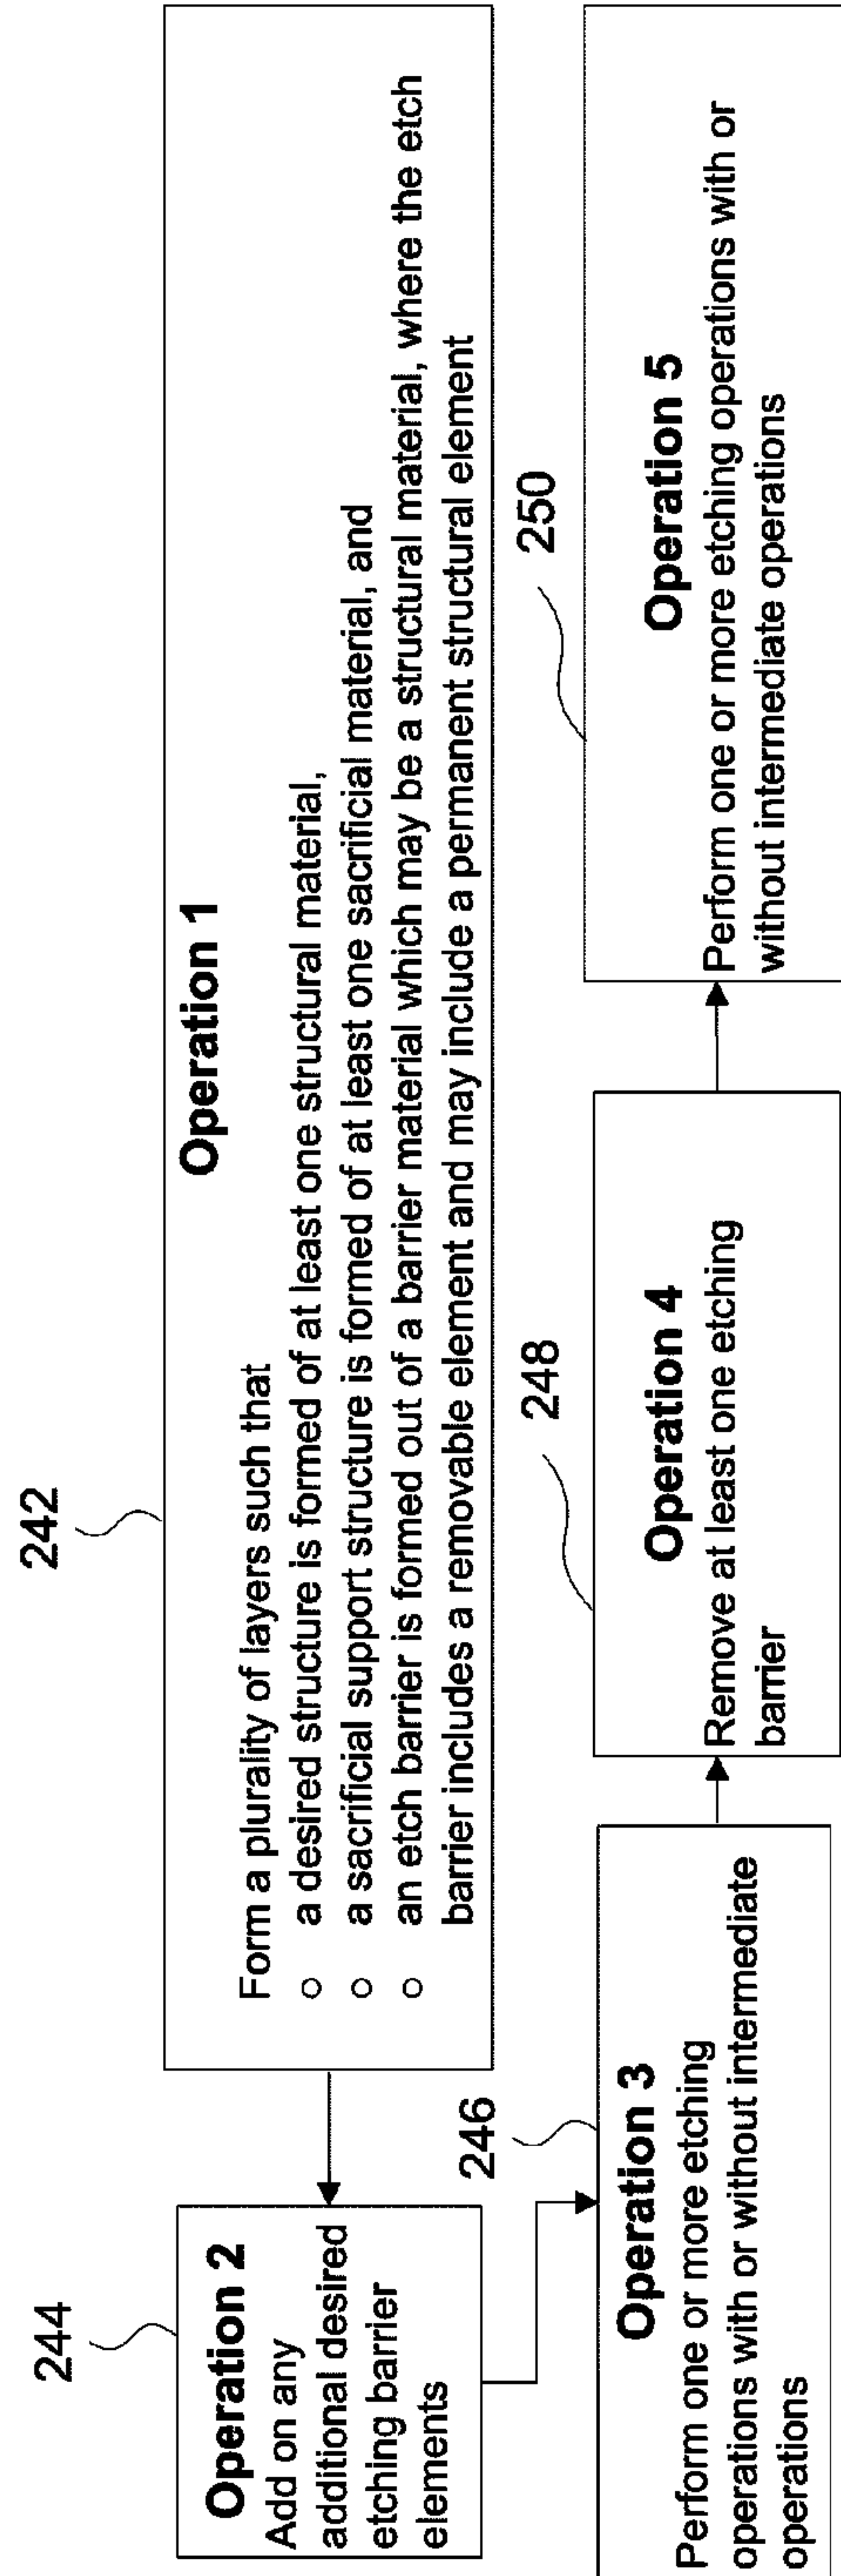 242
Operation 1
Form a plurality of layers such that
○ a desired structure is formed of at least one structural material,
○ a sacrificial support structure is formed of at least one sacrificial material, and
○ an etch barrier is formed out of a barrier material which may be a structural material, where the etch
barrier includes a removable element and may include a permanent structural element
244
Operation 2
Add on any
additional desired
etching barrier
elements
246
Operation 3
Perform one or more etching
operations with or without intermediate
operations
248
Operation 4
Remove at least one etching
barrier
250
Operation 5
Perform one or more etching operations with or
without intermediate operations